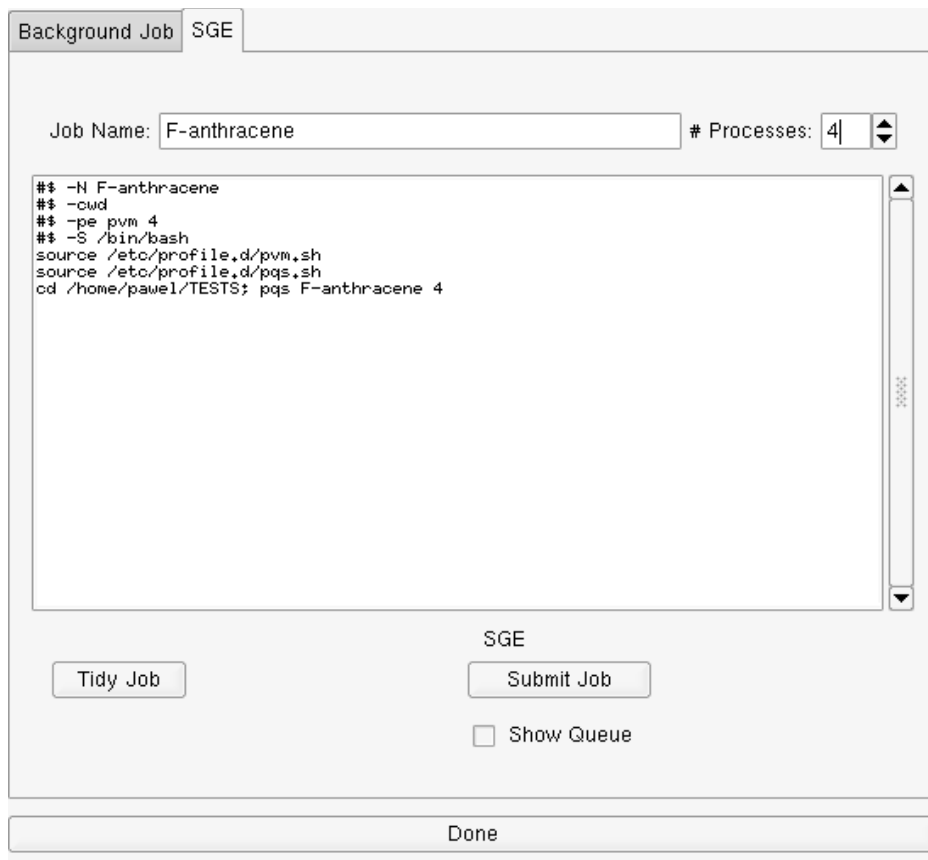 Background Job SGE
Job Name: F-anthracene # Processes: 4
#$ -N F-anthracene
#$ -cwd
#$ -pe pvm 4
#$ -S /bin/bash
source /etc/profile.d/pvm.sh
source /etc/profile.d/pqs.sh
cd /home/pawel/TESTS; pqs F-anthracene 4
SGE
Tidy Job Submit Job
Show Queue
Done